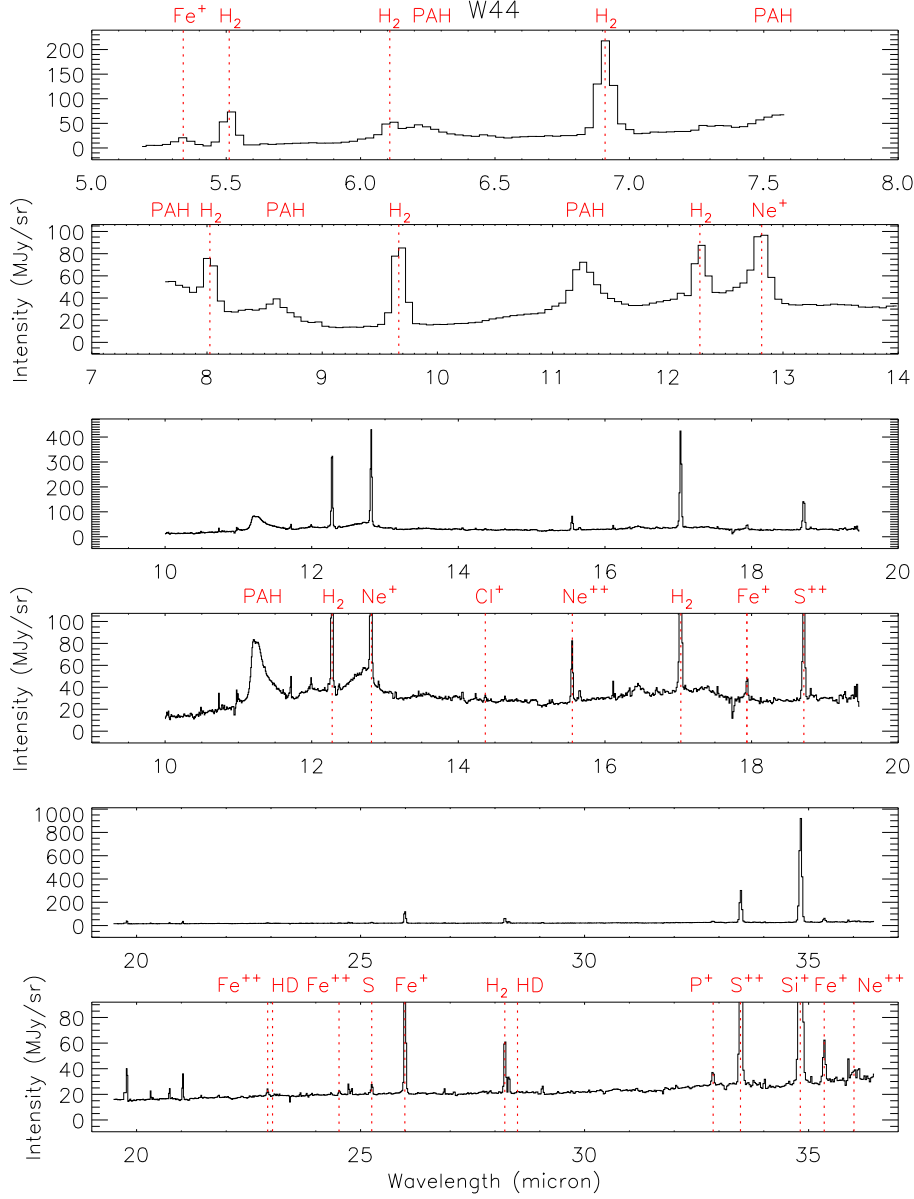 W44
Fe+ H2 H2 PAH H2 PAH
200
150
100
50
0
5.0 5.5 6.0 6.5 7.0 7.5 8.0
PAH H2 PAH H2 PAH H2 Ne+
Intensity (MJy/sr)
100
80
60
40
20
0
7 8 9 10 11 12 13 14
400
300
200
100
0
10 12 14 16 18 20
PAH H2 Ne+ Cl+ Ne++ H2 Fe+ S++
Intensity (MJy/sr)
100
80
60
40
20
0
10 12 14 16 18 20
1000
800
600
400
200
0
20 25 30 35
Fe++ HD Fe++ S Fe+ H2 HD P+ S++ Si+ Fe+ Ne++
Intensity (MJy/sr)
80
60
40
20
0
20 25 30 35
Wavelength (micron)